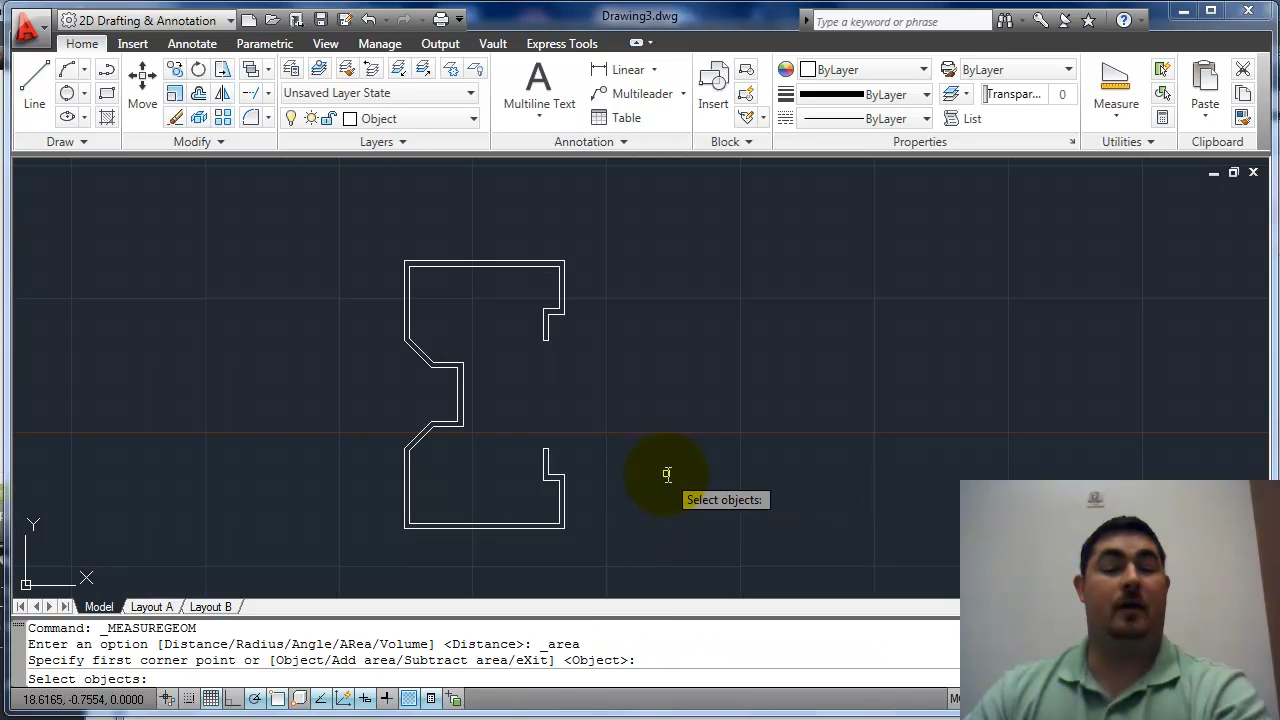 2D Drafting & Annotation
Drawing3.dwg
Type a keyword or phrase
Home Insert Annotate Parametric View Manage Output Vault Express Tools
Line
Move
Unsaved Layer State
Object
Multiline Text
Linear
Multileader
Table
Insert
ByLayer
ByLayer
ByLayer
ByLayer
Transpar... 0
List
Measure
Paste
Draw Modify Layers Annotation Block Properties Utilities Clipboard
Select objects:
Y
X
Model Layout A Layout B
Command: _MEASUREGEOM
Enter an option [Distance/Radius/Angle/ARea/Volume] <Distance>: _area
Specify first corner point or [Object/Add area/Subtract area/eXit] <Object>:
Select objects:
18.6165, -0.7554, 0.0000